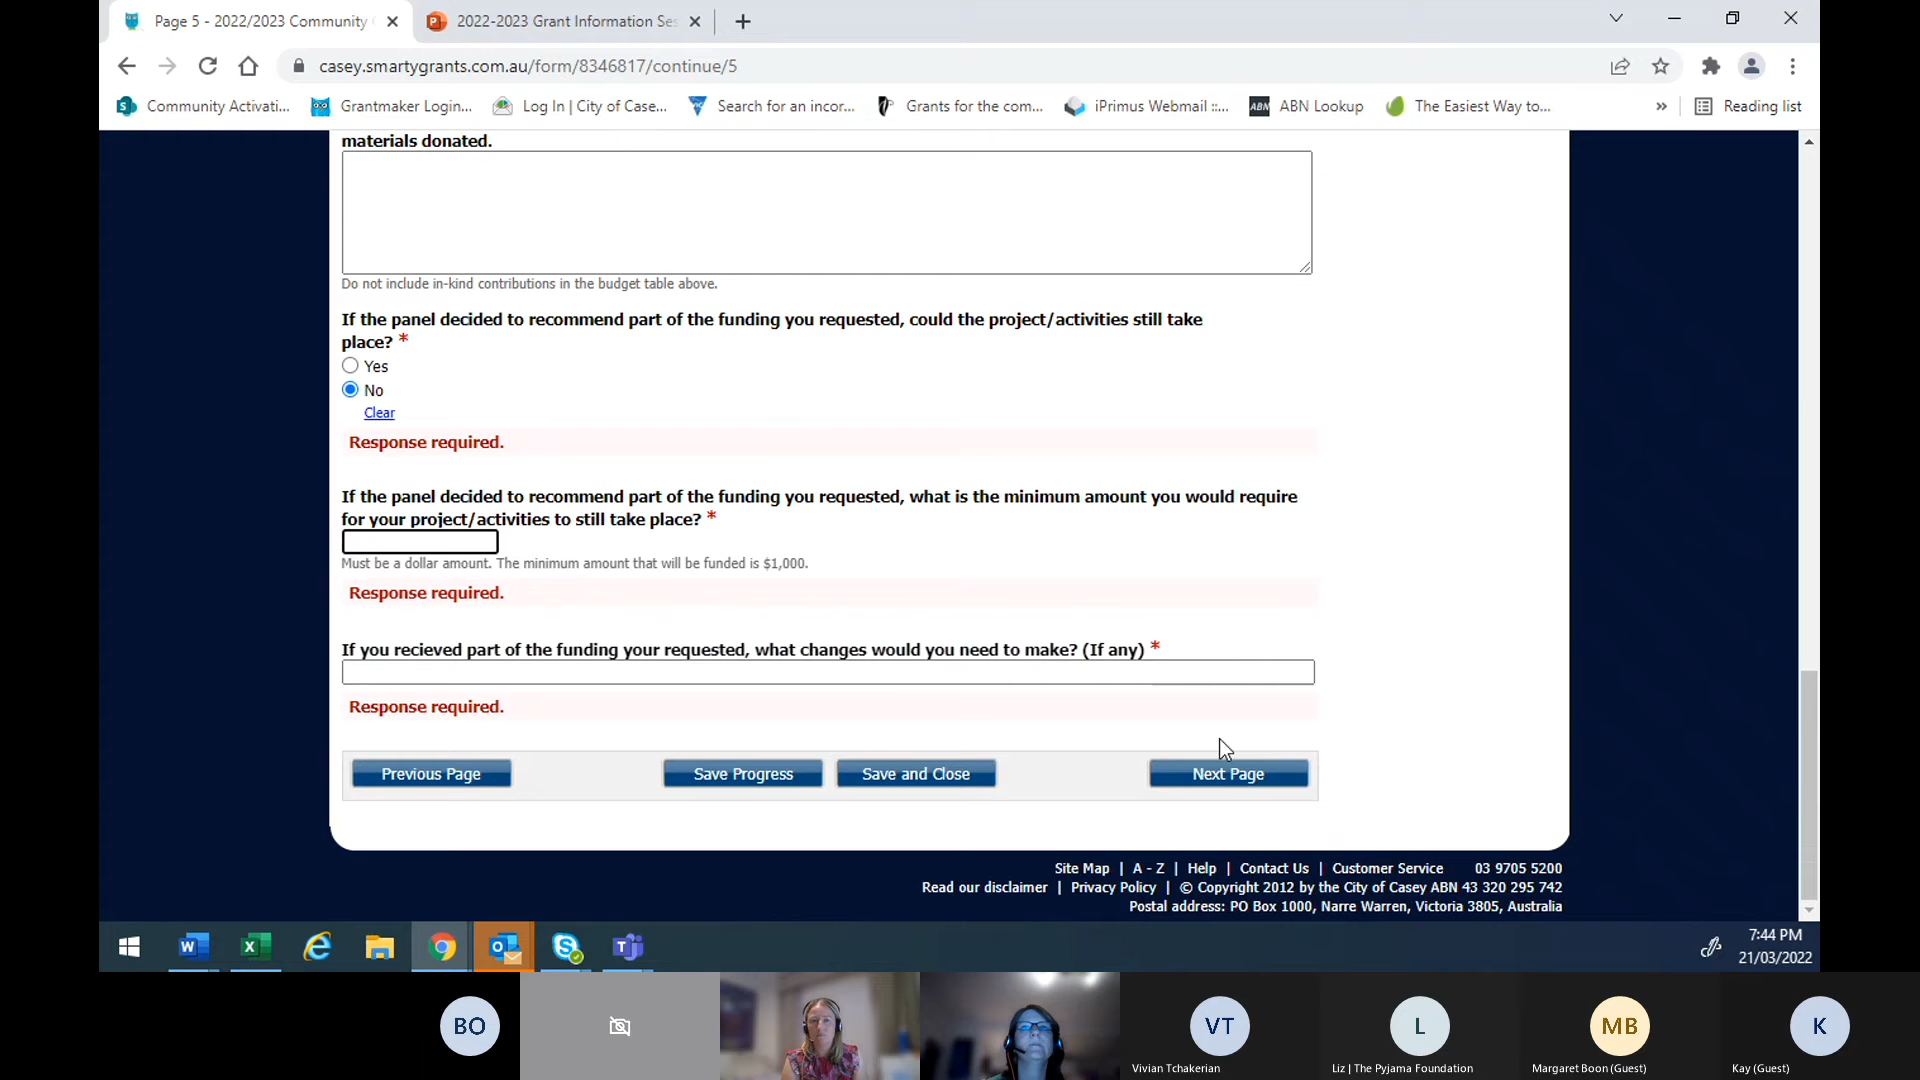 Page 5 - 2022/2023 Community
2022-2023 Grant Information Ses
casey.smartygrants.com.au/form/8346817/continue/5
Community Activati...
Grantmaker Login...
Log In | City of Case...
Search for an incor...
Grants for the com...
iPrimus Webmail ::...
ABN
ABN Lookup
The Easiest Way to...
»
Reading list
materials donated.
Do not include in-kind contributions in the budget table above.
If the panel decided to recommend part of the funding you requested, could the project/activities still take
place? *
Yes
No
Clear
Response required.
If the panel decided to recommend part of the funding you requested, what is the minimum amount you would require
for your project/activities to still take place? *
Must be a dollar amount. The minimum amount that will be funded is $1,000.
Response required.
If you recieved part of the funding your requested, what changes would you need to make? (If any) *
Response required.
Previous Page
Save Progress
Save and Close
Next Page
Site Map | A - Z | Help | Contact Us | Customer Service 03 9705 5200
Read our disclaimer | Privacy Policy | © Copyright 2012 by the City of Casey ABN 43 320 295 742
Postal address: PO Box 1000, Narre Warren, Victoria 3805, Australia
7:44 PM
21/03/2022
BO
VT
L
MB
K
Vivian Tchakerian
Liz | The Pyjama Foundation
Margaret Boon (Guest)
Kay (Guest)